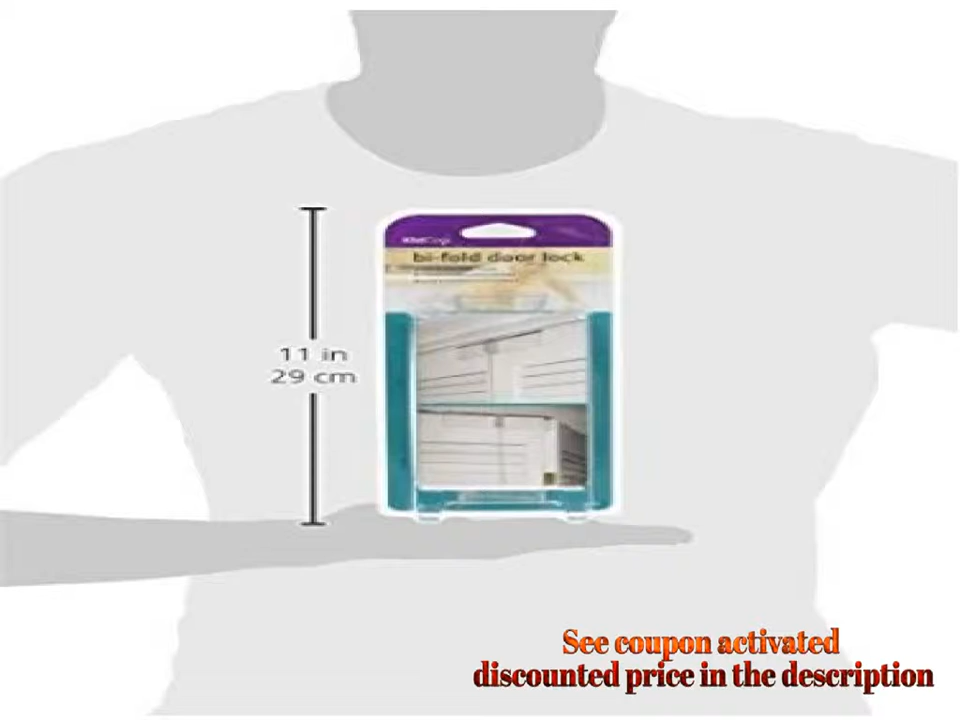 KidCo
bi-fold door lock
11 in
29 cm
See coupon activated
discounted price in the description